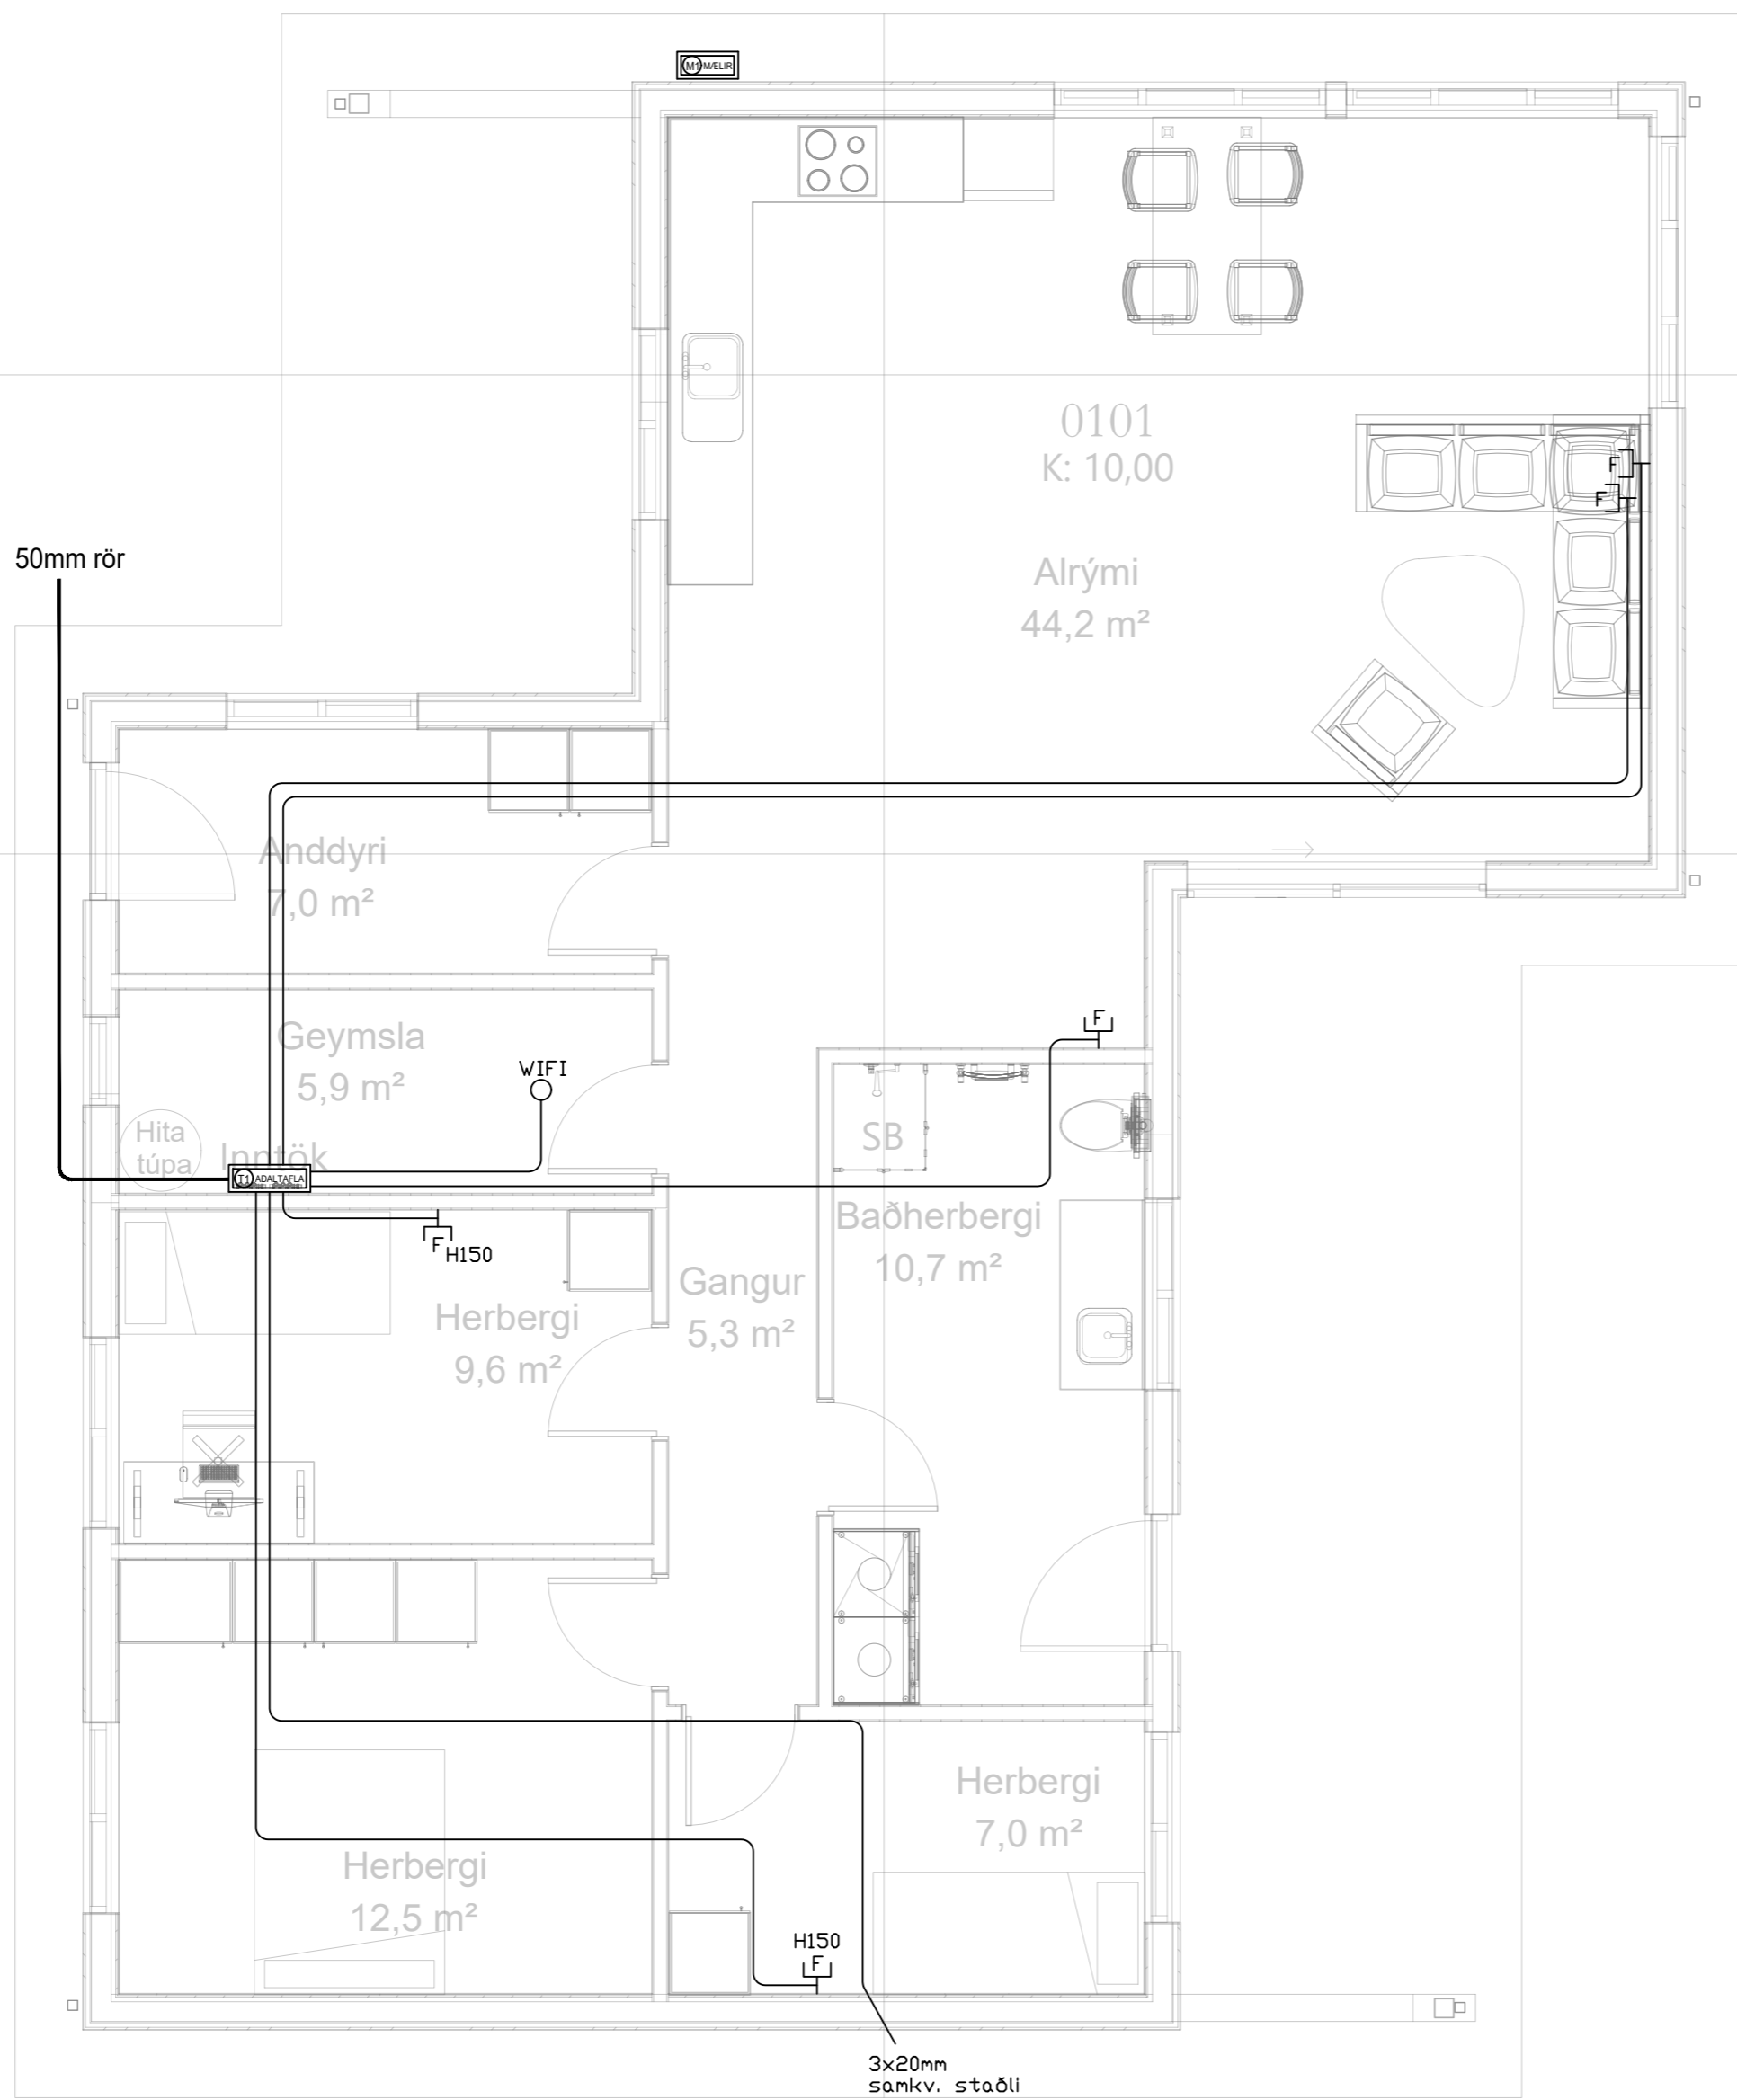 M1 MÆLIR
0101
K: 10,00
F
F
50mm rör
Alrými
44,2 m²
Anddyri
7,0 m²
Geymsla
5,9 m²
WIFI
F
Hita
túpa
Inntök
T1 AÐALTAFLA
SB
Baðherbergi
10,7 m²
F H150
Gangur
5,3 m²
Herbergi
9,6 m²
Herbergi
7,0 m²
Herbergi
12,5 m²
H150
F
3x20mm
samkv. staðli